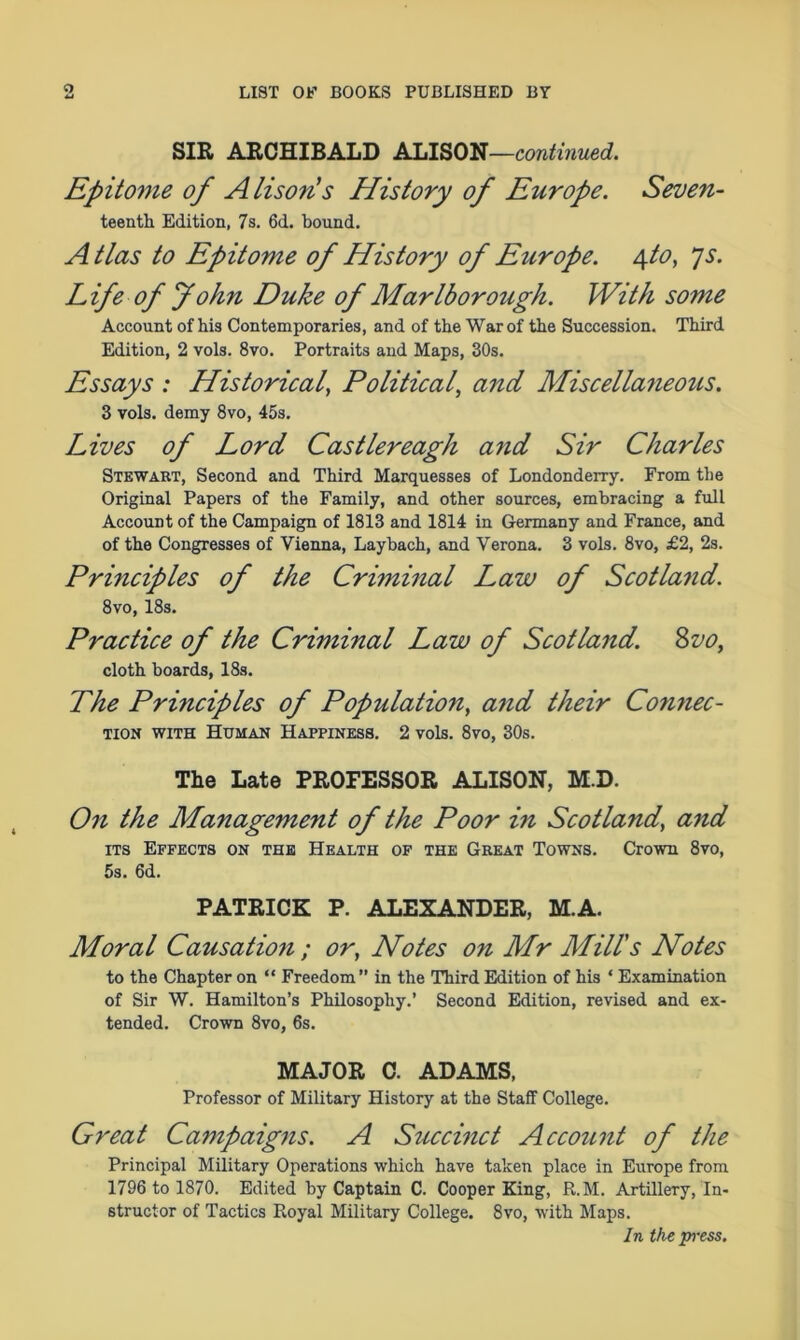 2 LIST OF BOOKS PUBLISHED BY
SIR ARCHIBALD ALISON—continued.
Epitome of Alison's History of Europe. Seven-
teenth Edition, 7s. 6d. bound.
Atlas to Epitome of History of Europe. 4to, 7s.
Life of John Duke of Marlborough. With some
Account of his Contemporaries, and of the War of the Succession. Third
Edition, 2 vols. 8vo. Portraits and Maps, 30s.
Essays : Historical, Political, and Miscellaneous.
3 vols. demy 8vo, 45s.
Lives of Lord Castlereagh and Sir Charles
Stewart, Second and Third Marquesses of Londonderry. From the
Original Papers of the Family, and other sources, embracing a full
Account of the Campaign of 1813 and 1814 in Germany and France, and
of the Congresses of Vienna, Laybach, and Verona. 3 vols. 8vo, £2, 2s.
Principles of the Criminal Law of Scotland.
8vo, 18s.
Practice of the Criminal Law of Scotland. 8vo,
cloth boards, 18s.
The Principles of Population, and their Connec-
tion with Human Happiness. 2 vols. 8vo, 30s.
The Late PROFESSOR ALISON, M.D.
On the Management of the Poor in Scotland, and
its Effects on the Health of the Great Towns. Crown 8vo,
5s. 6d.
PATRICK P. ALEXANDER, M.A.
Moral Causation ; or, Notes on Mr Mill's Notes
to the Chapter on “ Freedom” in the Third Edition of his ‘ Examination
of Sir W. Hamilton's Philosophy.’ Second Edition, revised and ex-
tended. Crown 8vo, 6s.
MAJOR C. ADAMS,
Professor of Military History at the Staff College.
Great Campaigns. A Succinct Account of the
Principal Military Operations which have taken place in Europe from
1796 to 1870. Edited by Captain C. Cooper King, R.M. Artillery, In-
structor of Tactics Royal Military College. 8vo, with Maps.
In the press.